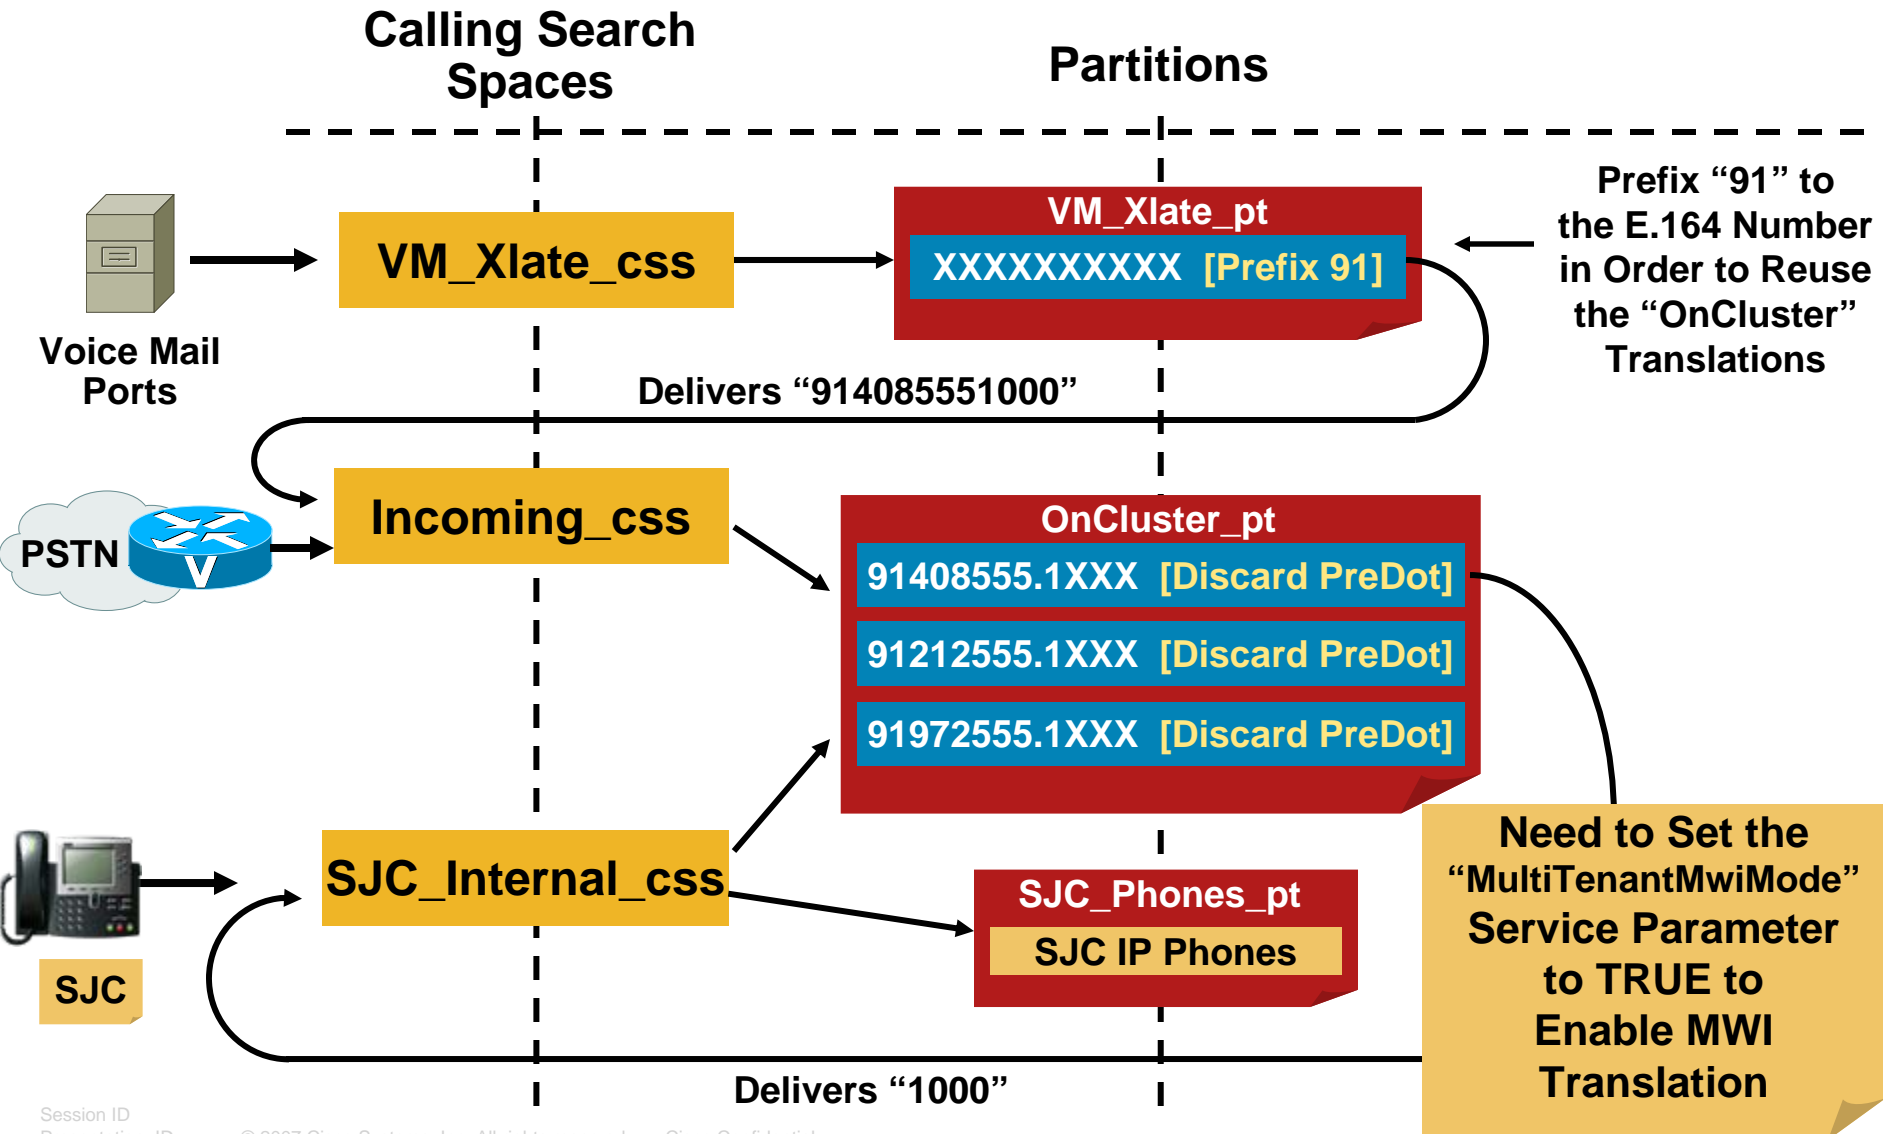 Calling Search
Spaces
Partitions
Voice Mail
Ports
VM_Xlate_css
VM_Xlate_pt
XXXXXXXXXX [Prefix 91]
Prefix “91” to
the E.164 Number
in Order to Reuse
the “OnCluster”
Translations
Delivers “914085551000”
PSTN
V
Incoming_css
OnCluster_pt
91408555.1XXX [Discard PreDot]
91212555.1XXX [Discard PreDot]
91972555.1XXX [Discard PreDot]
SJC
SJC_Internal_css
SJC_Phones_pt
SJC IP Phones
Need to Set the
“MultiTenantMwiMode”
Service Parameter
to TRUE to
Enable MWI
Translation
Delivers “1000”
Session ID